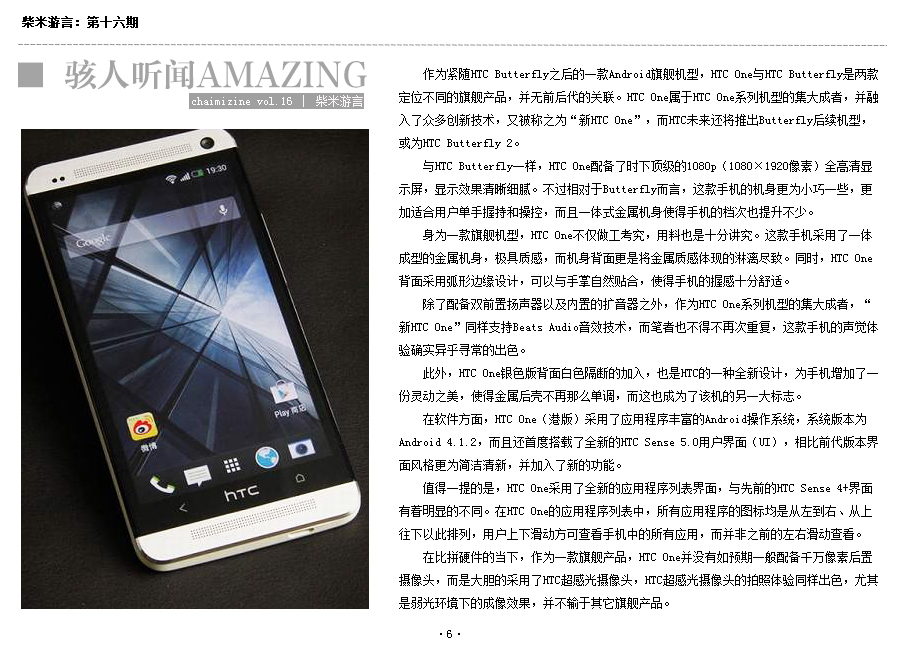 柴米游言：第十六期
骇人听闻AMAZING
chaimizine vol.16 | 柴米游言
19:30
Google
Play 商店
微博
hTC
作为紧随HTC Butterfly之后的一款Android旗舰机型，HTC One与HTC Butterfly是两款
定位不同的旗舰产品，并无前后代的关联。HTC One属于HTC One系列机型的集大成者，并融
入了众多创新技术，又被称之为“新HTC One”，而HTC未来还将推出Butterfly后续机型，
或为HTC Butterfly 2。
与HTC Butterfly一样，HTC One配备了时下顶级的1080p（1080×1920像素）全高清显
示屏，显示效果清晰细腻。不过相对于Butterfly而言，这款手机的机身更为小巧一些，更
加适合用户单手握持和操控，而且一体式金属机身使得手机的档次也提升不少。
身为一款旗舰机型，HTC One不仅做工考究，用料也是十分讲究。这款手机采用了一体
成型的金属机身，极具质感，而机身背面更是将金属质感体现的淋漓尽致。同时，HTC One
背面采用弧形边缘设计，可以与手掌自然贴合，使得手机的握感十分舒适。
除了配备双前置扬声器以及内置的扩音器之外，作为HTC One系列机型的集大成者，“
新HTC One”同样支持Beats Audio音效技术，而笔者也不得不再次重复，这款手机的声觉体
验确实异乎寻常的出色。
此外，HTC One银色版背面白色隔断的加入，也是HTC的一种全新设计，为手机增加了一
份灵动之美，使得金属后壳不再那么单调，而这也成为了该机的另一大标志。
在软件方面，HTC One（港版）采用了应用程序丰富的Android操作系统，系统版本为
Android 4.1.2，而且还首度搭载了全新的HTC Sense 5.0用户界面（UI），相比前代版本界
面风格更为简洁清新，并加入了新的功能。
值得一提的是，HTC One采用了全新的应用程序列表界面，与先前的HTC Sense 4+界面
有着明显的不同。在HTC One的应用程序列表中，所有应用程序的图标均是从左到右、从上
往下以此排列，用户上下滑动方可查看手机中的所有应用，而并非之前的左右滑动查看。
在比拼硬件的当下，作为一款旗舰产品，HTC One并没有如预期一般配备千万像素后置
摄像头，而是大胆的采用了HTC超感光摄像头，HTC超感光摄像头的拍照体验同样出色，尤其
是弱光环境下的成像效果，并不输于其它旗舰产品。
·6·